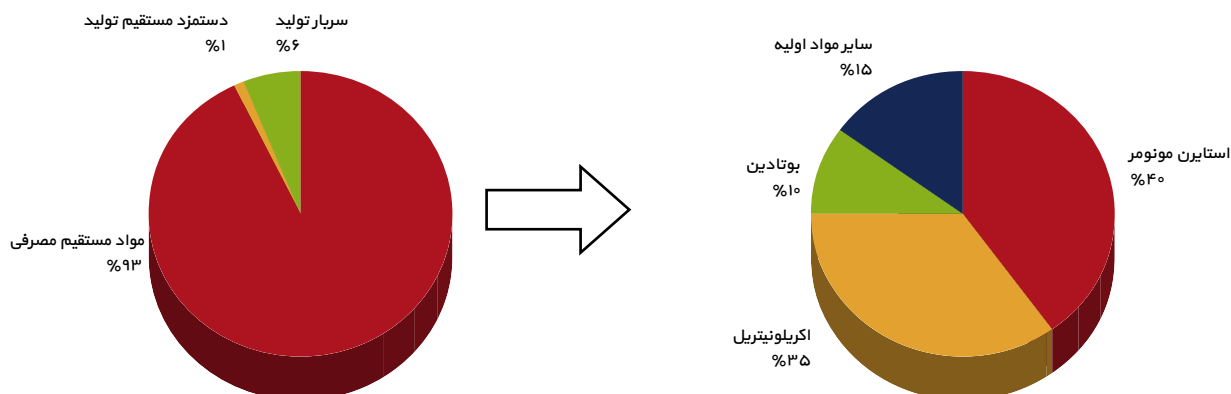 دستمزد مستقیم تولید
%۱
سربار تولید
%۶
مواد مستقیم مصرفی
%۹۳
سایر مواد اولیه
%۱۵
استایرن مونومر
%۴۰
بوتادین
%۱۰
اکریلونیتریل
%۳۵